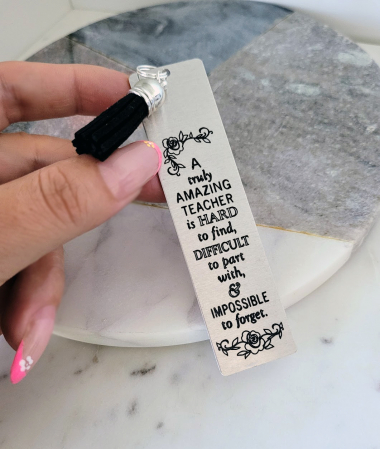 A
truly
AMAZING
TEACHER
is HARD
to find,
DIFFICULT
to part
with,
&
IMPOSSIBLE
to forget.